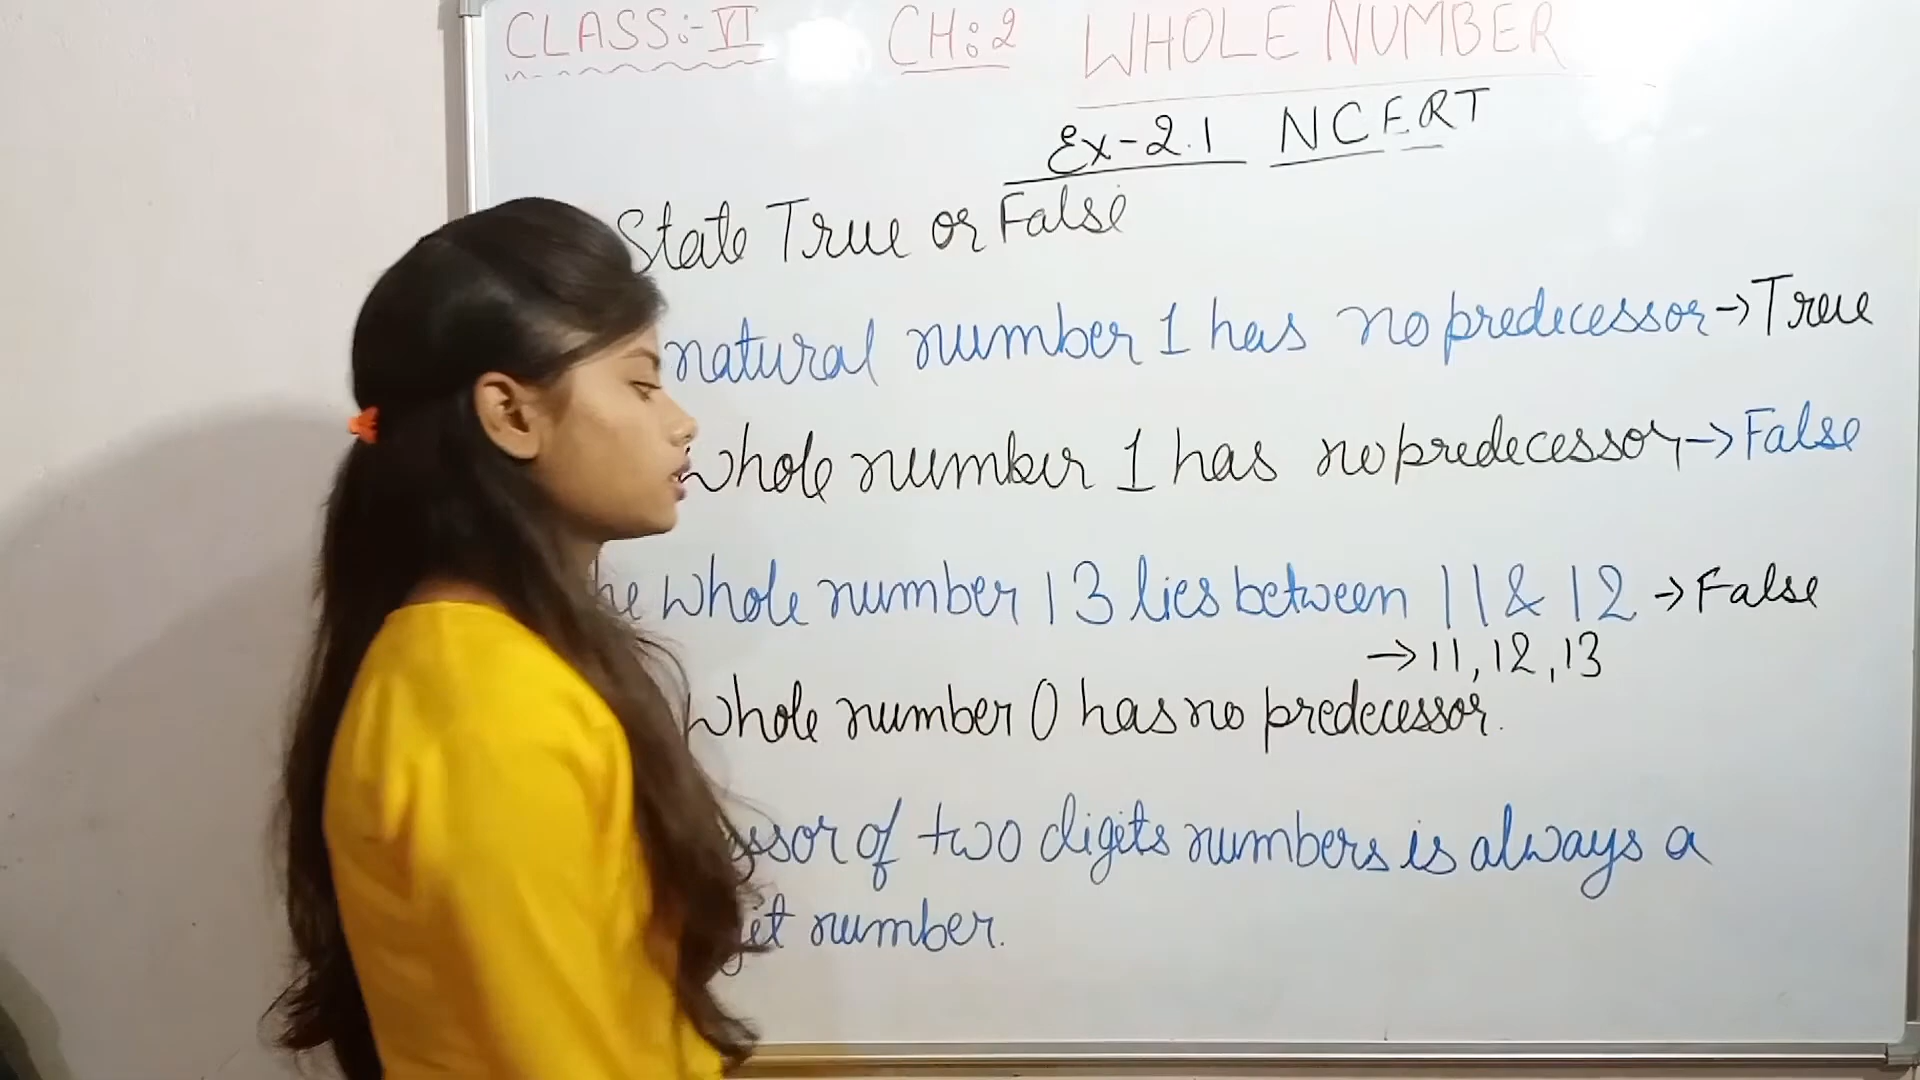 CLASS:-VI CH:2 WHOLE NUMBER
Ex-2.1 NCERT
State True or False
natural number 1 has no predecessor→True
whole number 1 has no predecessor→False
he whole number 13 lies between 11 & 12 →False
→11, 12, 13
whole number 0 has no predecessor.
ssor of two digits numbers is always a
git number.